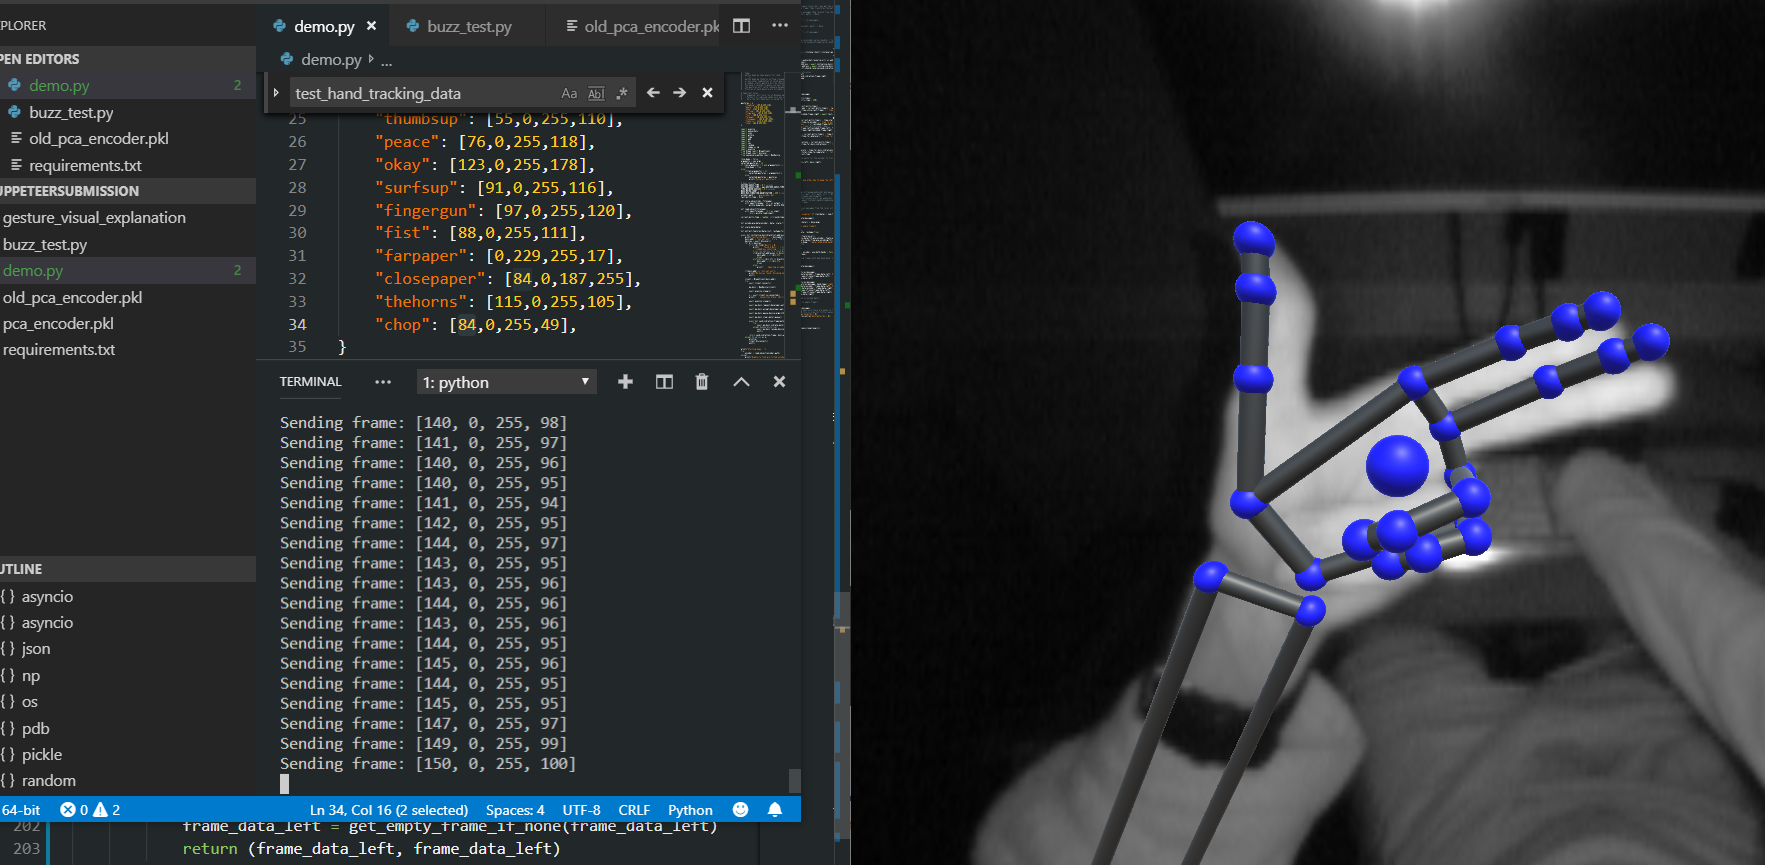 PLORER
PEN EDITORS
demo.py 2
buzz_test.py
old_pca_encoder.pkl
requirements.txt
UPPETEERSUBMISSION
gesture_visual_explanation
buzz_test.py
demo.py 2
old_pca_encoder.pkl
pca_encoder.pkl
requirements.txt
UTLINE
{ } asyncio
{ } asyncio
{ } json
{ } np
{ } os
{ } pdb
{ } pickle
{ } random
demo.py
buzz_test.py
old_pca_encoder.pk
demo.py ...
test_hand_tracking_data Aa Abl .*
25 "thumbsup": [55,0,255,110],
26 "peace": [76,0,255,118],
27 "okay": [123,0,255,178],
28 "surfsup": [91,0,255,116],
29 "fingergun": [97,0,255,120],
30 "fist": [88,0,255,111],
31 "farpaper": [0,229,255,17],
32 "closepaper": [84,0,187,255],
33 "thehorns": [115,0,255,105],
34 "chop": [84,0,255,49],
35 }
TERMINAL ... 1: python
Sending frame: [140, 0, 255, 98]
Sending frame: [141, 0, 255, 97]
Sending frame: [140, 0, 255, 96]
Sending frame: [140, 0, 255, 95]
Sending frame: [141, 0, 255, 94]
Sending frame: [142, 0, 255, 95]
Sending frame: [144, 0, 255, 97]
Sending frame: [143, 0, 255, 95]
Sending frame: [143, 0, 255, 96]
Sending frame: [144, 0, 255, 96]
Sending frame: [143, 0, 255, 96]
Sending frame: [144, 0, 255, 95]
Sending frame: [145, 0, 255, 96]
Sending frame: [144, 0, 255, 95]
Sending frame: [145, 0, 255, 95]
Sending frame: [147, 0, 255, 97]
Sending frame: [149, 0, 255, 99]
Sending frame: [150, 0, 255, 100]
64-bit 0 2 Ln 34, Col 16 (2 selected) Spaces: 4 UTF-8 CRLF Python
202 frame_data_left = get_empty_frame_if_none(frame_data_left)
203 return (frame_data_left, frame_data_left)